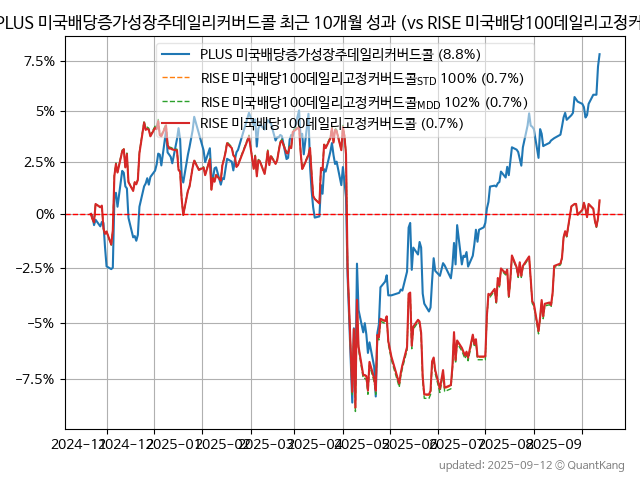 PLUS 미국배당증가성장주데일리커버드콜 최근 10개월 성과 (vs RISE 미국배당100데일리고정커
PLUS 미국배당증가성장주데일리커버드콜 (8.8%)
RISE 미국배당100데일리고정커버드콜STD 100% (0.7%)
RISE 미국배당100데일리고정커버드콜MDD 102% (0.7%)
RISE 미국배당100데일리고정커버드콜 (0.7%)
7.5%
5%
2.5%
0%
−2.5%
−5%
−7.5%
2024-11 2024-12 2025-01 2025-02 2025-03 2025-04 2025-05 2025-06 2025-07 2025-08 2025-09
updated: 2025-09-12 © QuantKang